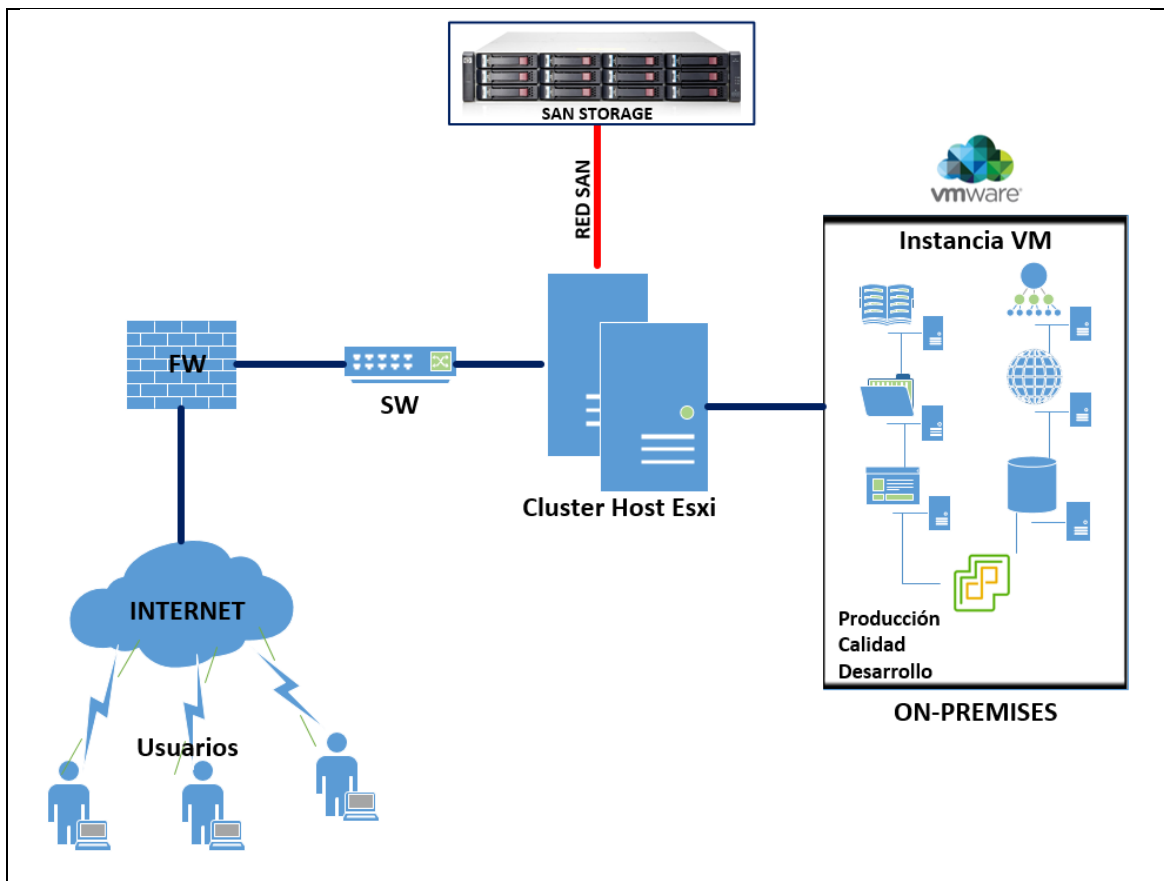 SAN STORAGE
RED SAN
vmware
Instancia VM
FW
SW
Cluster Host Esxi
INTERNET
Producción
Calidad
Desarrollo
ON-PREMISES
Usuarios